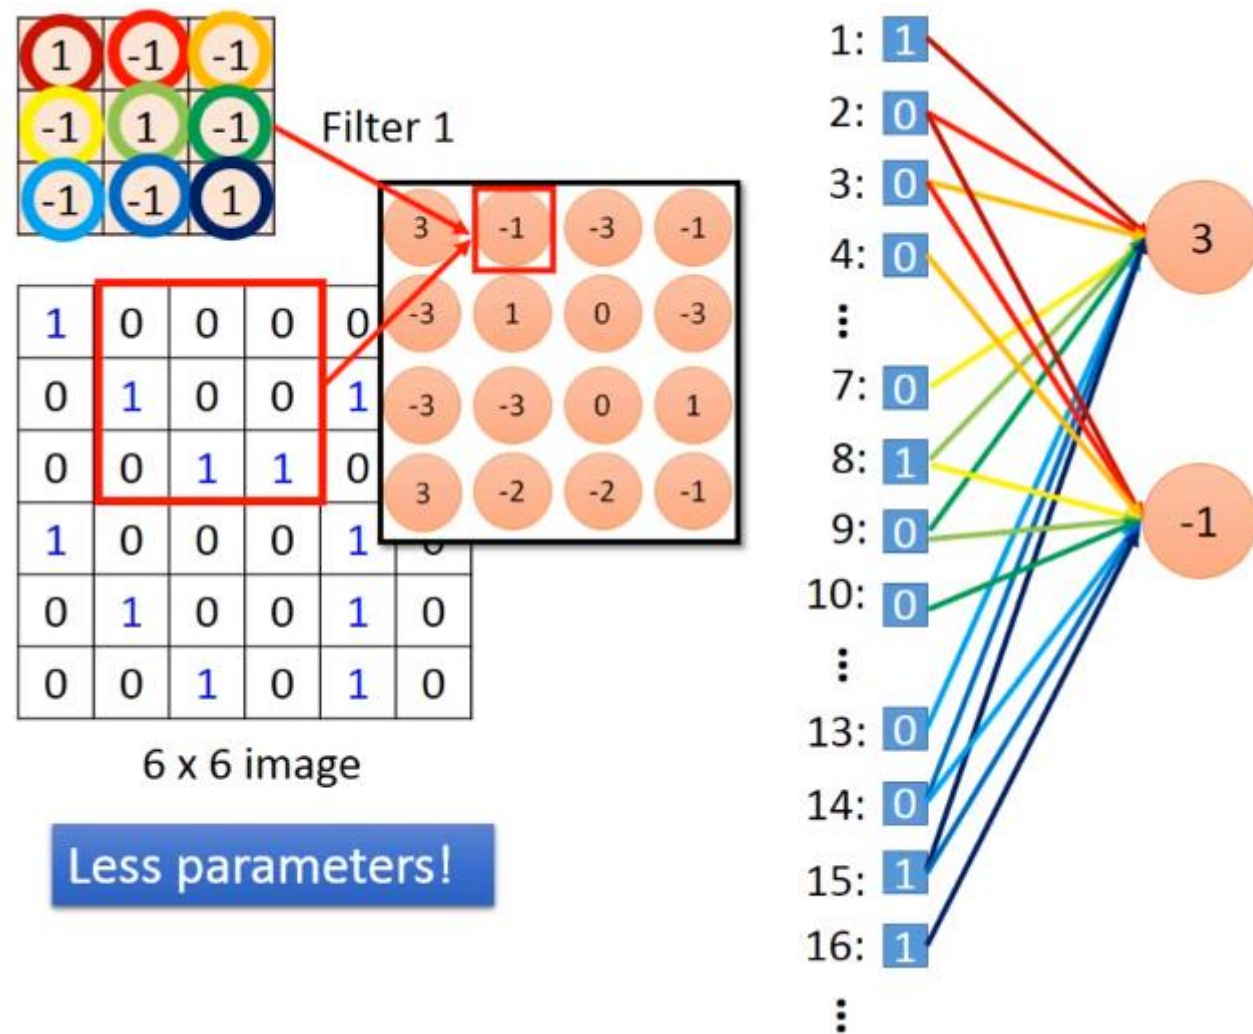 1 -1 -1
-1 1 -1
-1 -1 1
Filter 1
3 -1 -3 -1
-3 1 0 -3
-3 -3 0 1
3 -2 -2 -1
1 0 0 0 0
0 1 0 0 1
0 0 1 1 0
1 0 0 0 1 0
0 1 0 0 1 0
0 0 1 0 1 0
6 x 6 image
Less parameters!
1: 1
2: 0
3: 0
4: 0
⋮
7: 0
8: 1
9: 0
10: 0
⋮
13: 0
14: 0
15: 1
16: 1
⋮
3
-1